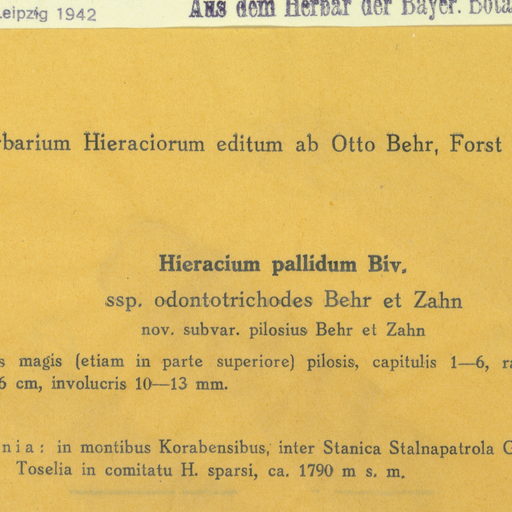 Leipzig 1942
Aus dem Herbar der Bayer. Bota
rbarium Hieraciorum editum ab Otto Behr, Forst
Hieracium pallidum Biv.
ssp. odontotrichodes Behr et Zahn
nov. subvar. pilosius Behr et Zahn
s magis (etiam in parte superiore) pilosis, capitulis 1—6, ra
6 cm, involucris 10—13 mm.
nia: in montibus Korabensibus, inter Stanica Stalnapatrola G
Toselia in comitatu H. sparsi, ca. 1790 m s. m.